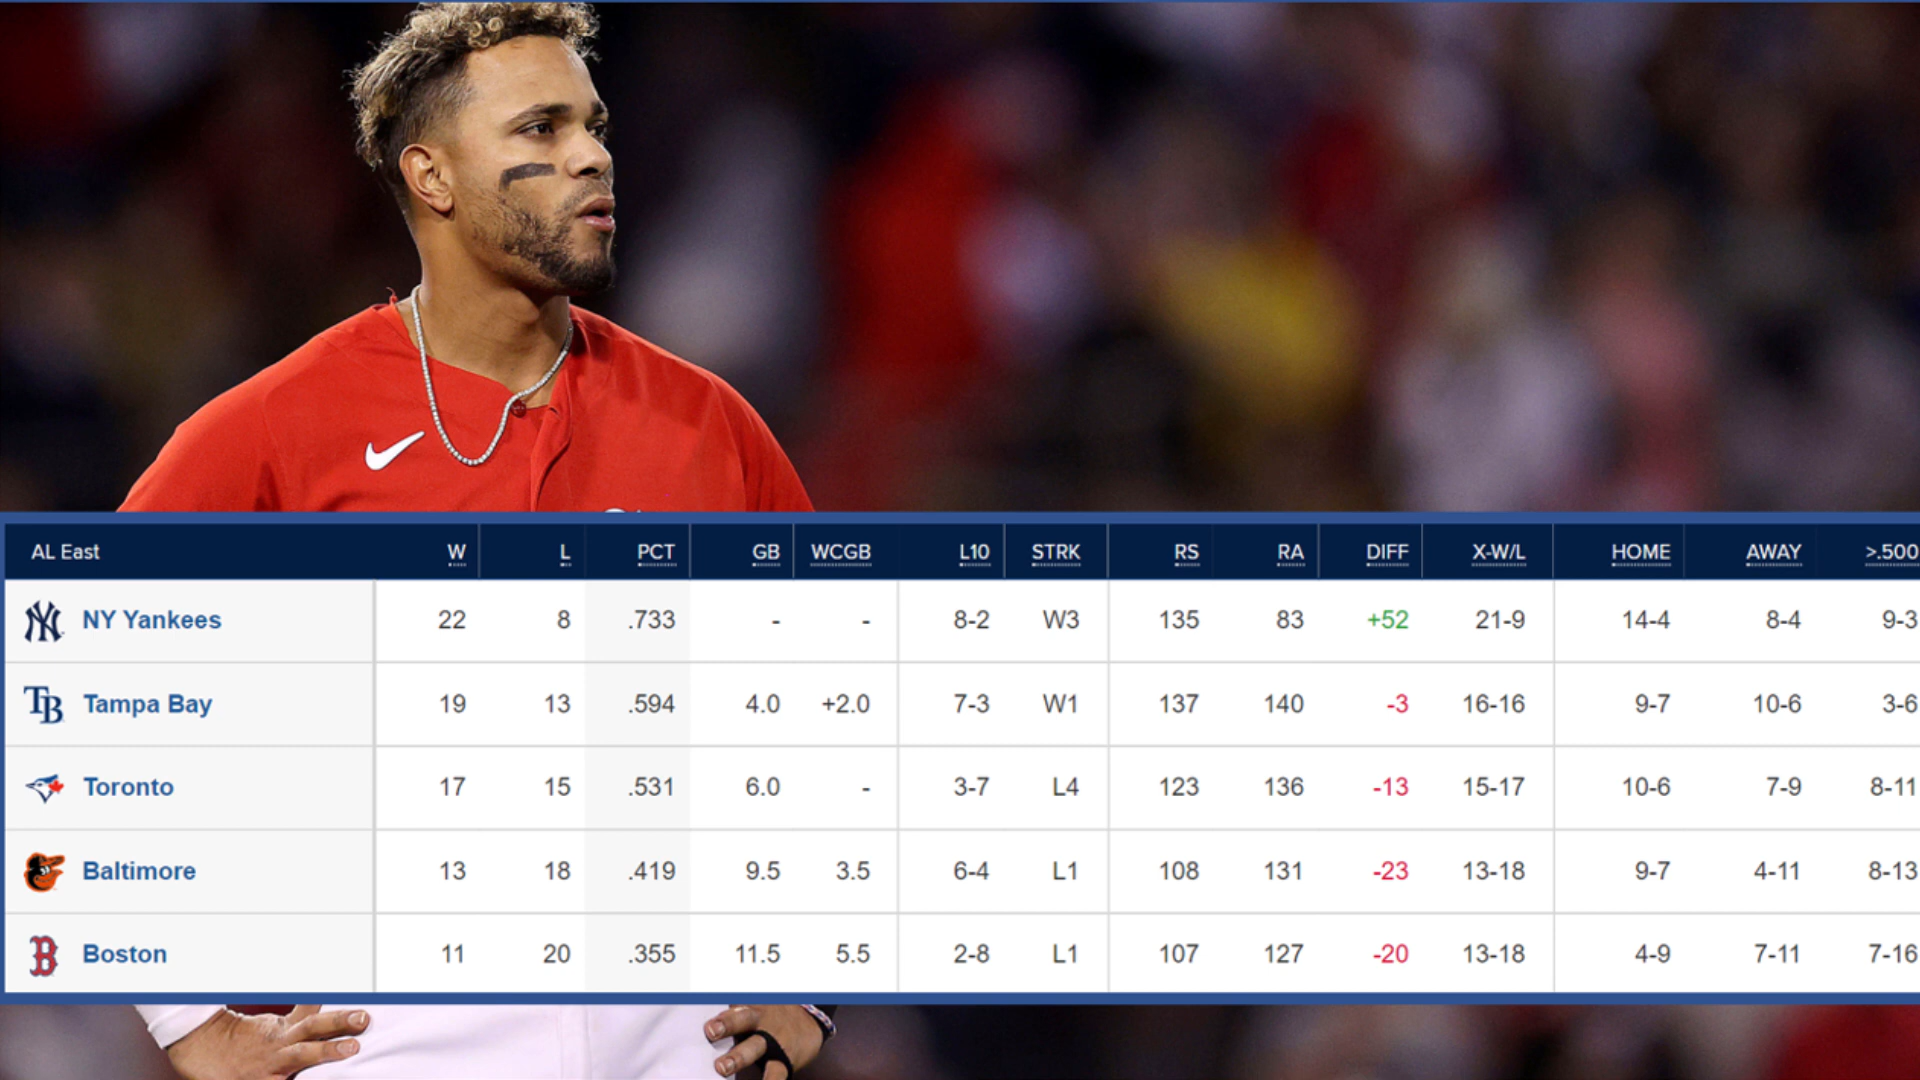 AL East W L PCT GB WCGB L10 STRK RS RA DIFF X-W/L HOME AWAY >.500
NY Yankees 22 8 .733 - - 8-2 W3 135 83 +52 21-9 14-4 8-4 9-3
TB Tampa Bay 19 13 .594 4.0 +2.0 7-3 W1 137 140 -3 16-16 9-7 10-6 3-6
Toronto 17 15 .531 6.0 - 3-7 L4 123 136 -13 15-17 10-6 7-9 8-11
Baltimore 13 18 .419 9.5 3.5 6-4 L1 108 131 -23 13-18 9-7 4-11 8-13
B Boston 11 20 .355 11.5 5.5 2-8 L1 107 127 -20 13-18 4-9 7-11 7-16